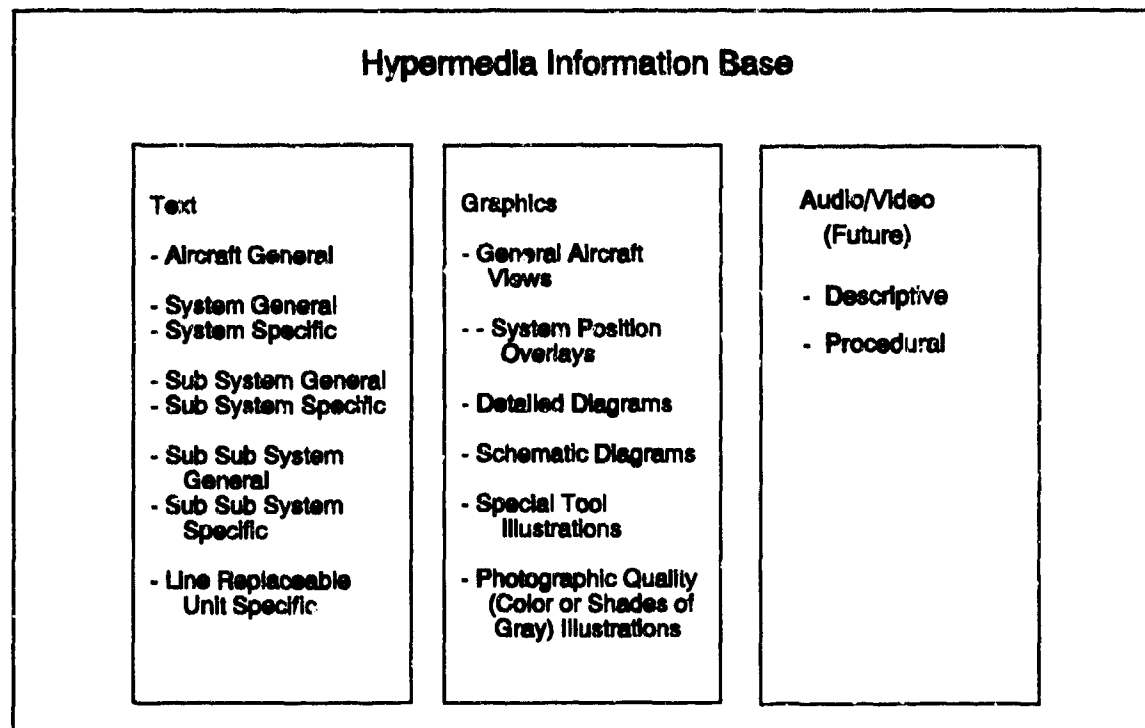 Hypermedia Information Base
Text
- Aircraft General
- System General
- System Specific
- Sub System General
- Sub System Specific
- Sub Sub System
General
- Sub Sub System
Specific
- Line Replaceable
Unit Specific
Graphics
- General Aircraft
Views
- - System Position
Overlays
- Detailed Diagrams
- Schematic Diagrams
- Special Tool
Illustrations
- Photographic Quality
(Color or Shades of
Gray) Illustrations
Audio/Video
(Future)
- Descriptive
- Procedural